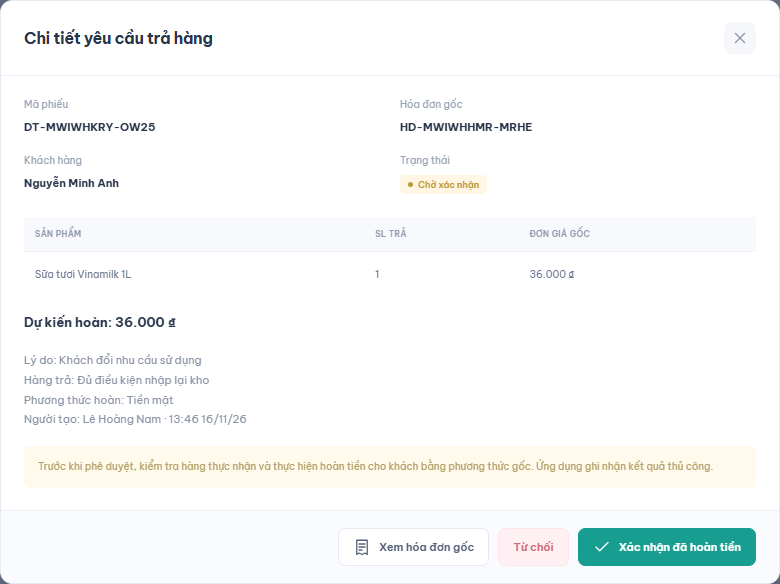 Chi tiết yêu cầu trả hàng
Mã phiếu
Hóa đơn gốc
DT-MWIWHKRY-OW25
HD-MWIWHHMR-MRHE
Khách hàng
Trạng thái
Nguyễn Minh Anh
Chờ xác nhận
SẢN PHẨM SL TRẢ ĐƠN GIÁ GỐC
Sữa tươi Vinamilk 1L 1 36.000 ₫
Dự kiến hoàn: 36.000 ₫
Lý do: Khách đổi nhu cầu sử dụng
Hàng trả: Đủ điều kiện nhập lại kho
Phương thức hoàn: Tiền mặt
Người tạo: Lê Hoàng Nam · 13:46 16/11/26
Trước khi phê duyệt, kiểm tra hàng thực nhận và thực hiện hoàn tiền cho khách bằng phương thức gốc. Ứng dụng ghi nhận kết quả thủ công.
Xem hóa đơn gốc
Từ chối
Xác nhận đã hoàn tiền